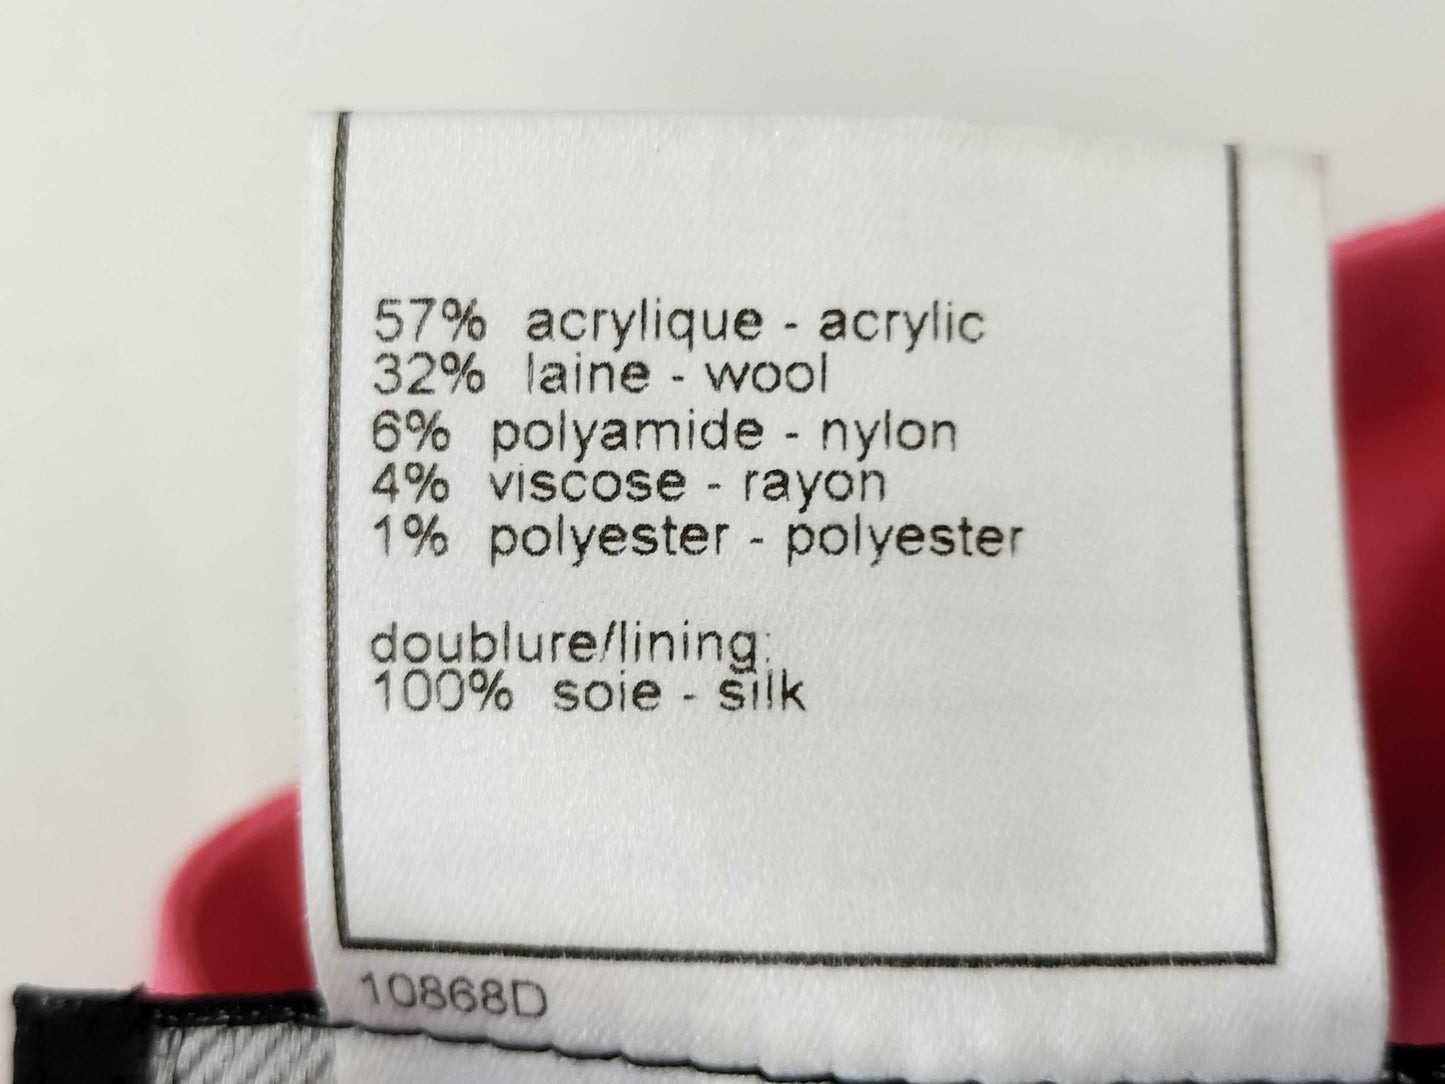 57% acrylique - acrylic
32% laine - wool
6% polyamide - nylon
4% viscose - rayon
1% polyester - polyester
doublure/lining:
100% soie - silk
10868D